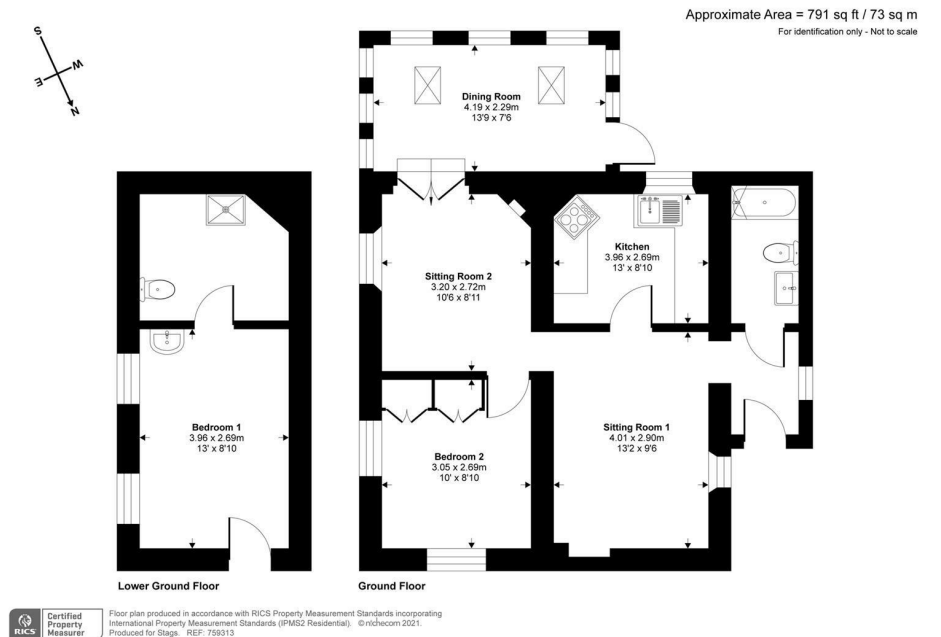 Approximate Area = 791 sq ft / 73 sq m
For identification only - Not to scale
S
W
E
N
Dining Room
4.19 x 2.29m
13'9 x 7'6
Kitchen
3.96 x 2.69m
13' x 8'10
Sitting Room 2
3.20 x 2.72m
10'6 x 8'11
Bedroom 1
3.96 x 2.69m
13' x 8'10
Sitting Room 1
4.01 x 2.90m
13'2 x 9'6
Bedroom 2
3.05 x 2.69m
10' x 8'10
Lower Ground Floor
Ground Floor
RICS
Certified
Property
Measurer
Floor plan produced in accordance with RICS Property Measurement Standards incorporating
International Property Measurement Standards (IPMS2 Residential). ©nichecom 2021.
Produced for Stags. REF: 759313